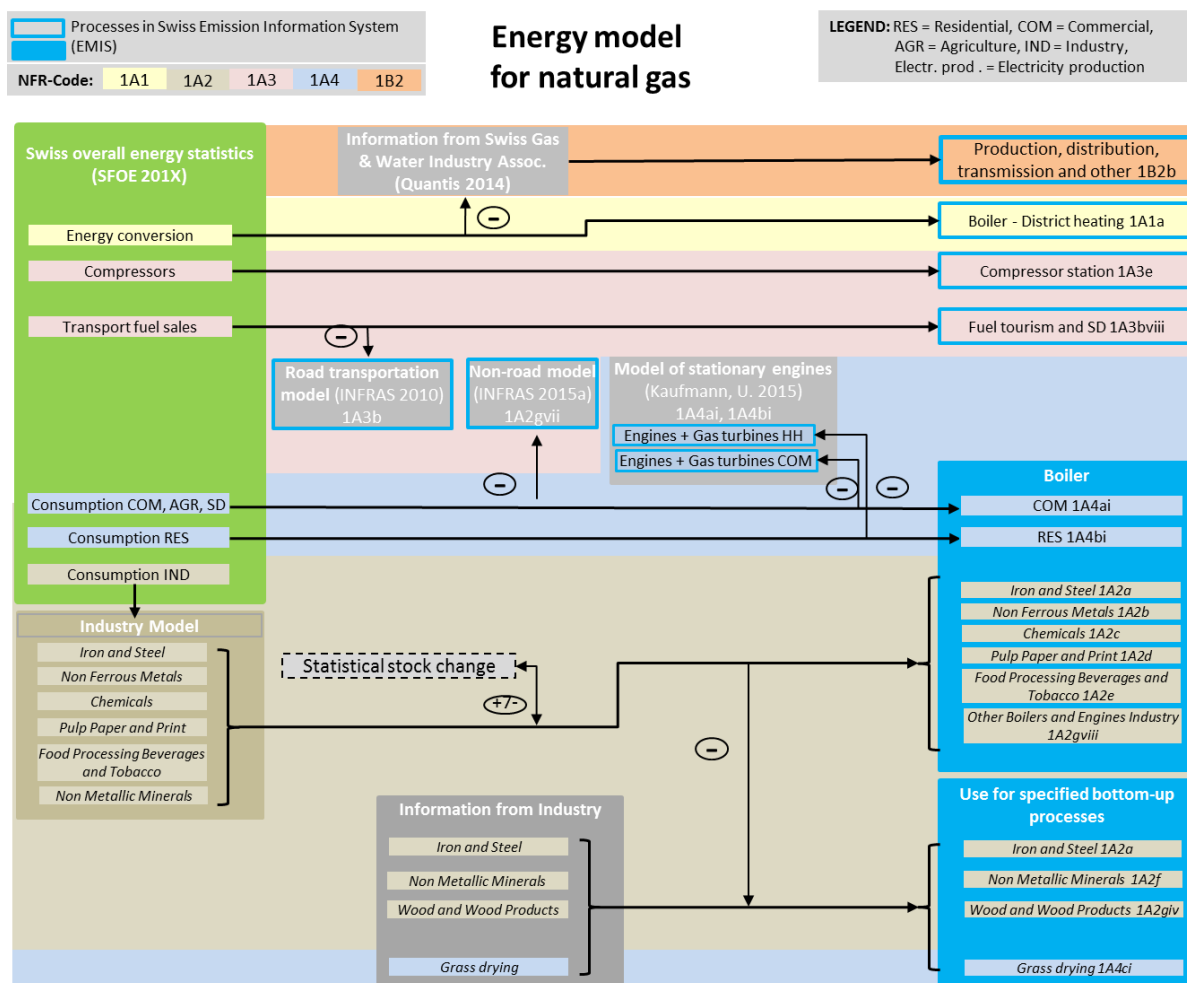 Processes in Swiss Emission Information System
(EMIS)
NFR-Code: 1A1 1A2 1A3 1A4 1B2
Energy model
for natural gas
LEGEND: RES = Residential, COM = Commercial,
AGR = Agriculture, IND = Industry,
Electr. prod . = Electricity production
Swiss overall energy statistics
(SFOE 201X)
Information from Swiss Gas
& Water Industry Assoc.
(Quantis 2014)
Production, distribution,
transmission and other 1B2b
-
Energy conversion
Boiler - District heating 1A1a
Compressors
Compressor station 1A3e
Transport fuel sales
Fuel tourism and SD 1A3bviii
-
Road transportation
model (INFRAS 2010)
1A3b
Non-road model
(INFRAS 2015a)
1A2gvii
Model of stationary engines
(Kaufmann, U. 2015)
1A4ai, 1A4bi
Engines + Gas turbines HH
Engines + Gas turbines COM
-
-
-
Boiler
Consumption COM, AGR, SD
COM 1A4ai
Consumption RES
RES 1A4bi
Consumption IND
Industry Model
Iron and Steel
Non Ferrous Metals
Chemicals
Pulp Paper and Print
Food Processing Beverages
and Tobacco
Non Metallic Minerals
Statistical stock change
+7-
-
Iron and Steel 1A2a
Non Ferrous Metals 1A2b
Chemicals 1A2c
Pulp Paper and Print 1A2d
Food Processing Beverages and
Tobacco 1A2e
Other Boilers and Engines Industry
1A2gviii
Information from Industry
Iron and Steel
Non Metallic Minerals
Wood and Wood Products
Grass drying
Use for specified bottom-up
processes
Iron and Steel 1A2a
Non Metallic Minerals 1A2f
Wood and Wood Products 1A2giv
Grass drying 1A4ci